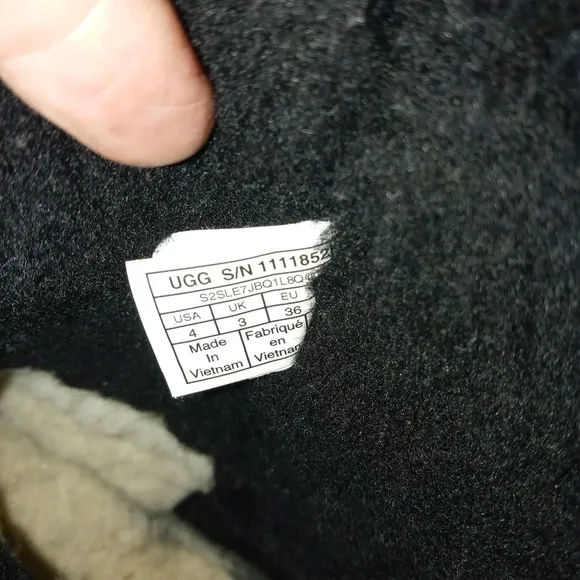 UGG S/N 1111852
S2SLE7JBQ1L8Q
USA UK EU
4 3 36
Made Fabriqué
In en
Vietnam Vietnam